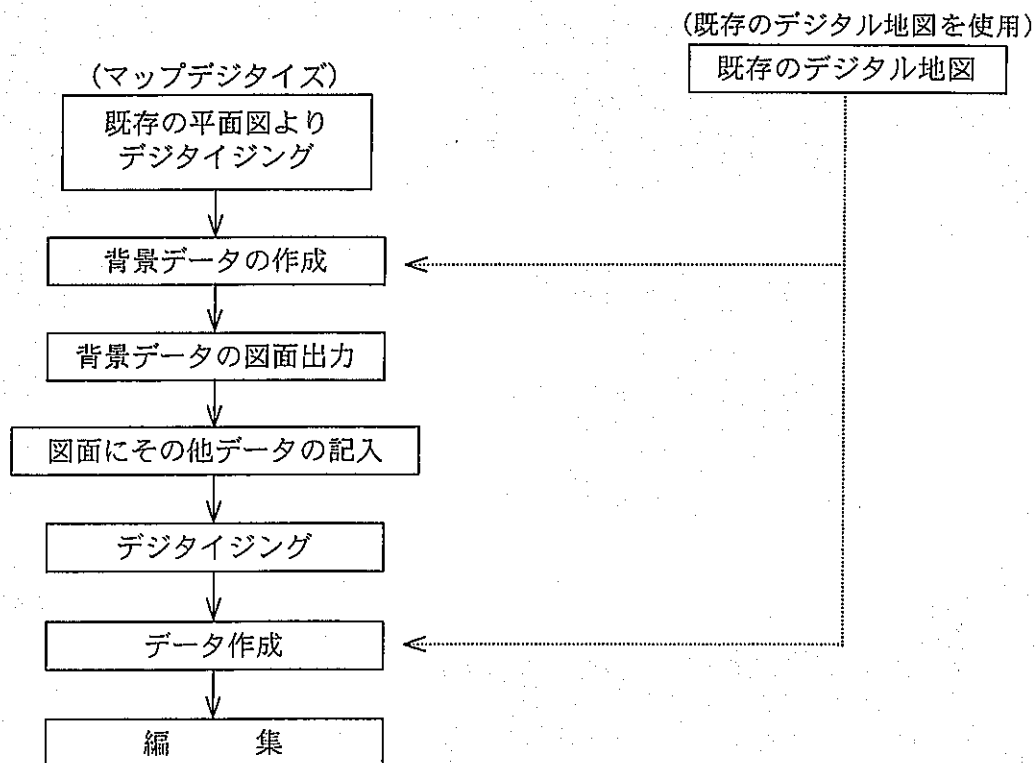 (既存のデジタル地図を使用)
既存のデジタル地図
(マップデジタイズ)
既存の平面図より
デジタイジング
背景データの作成
背景データの図面出力
図面にその他データの記入
デジタイジング
データ作成
編 集